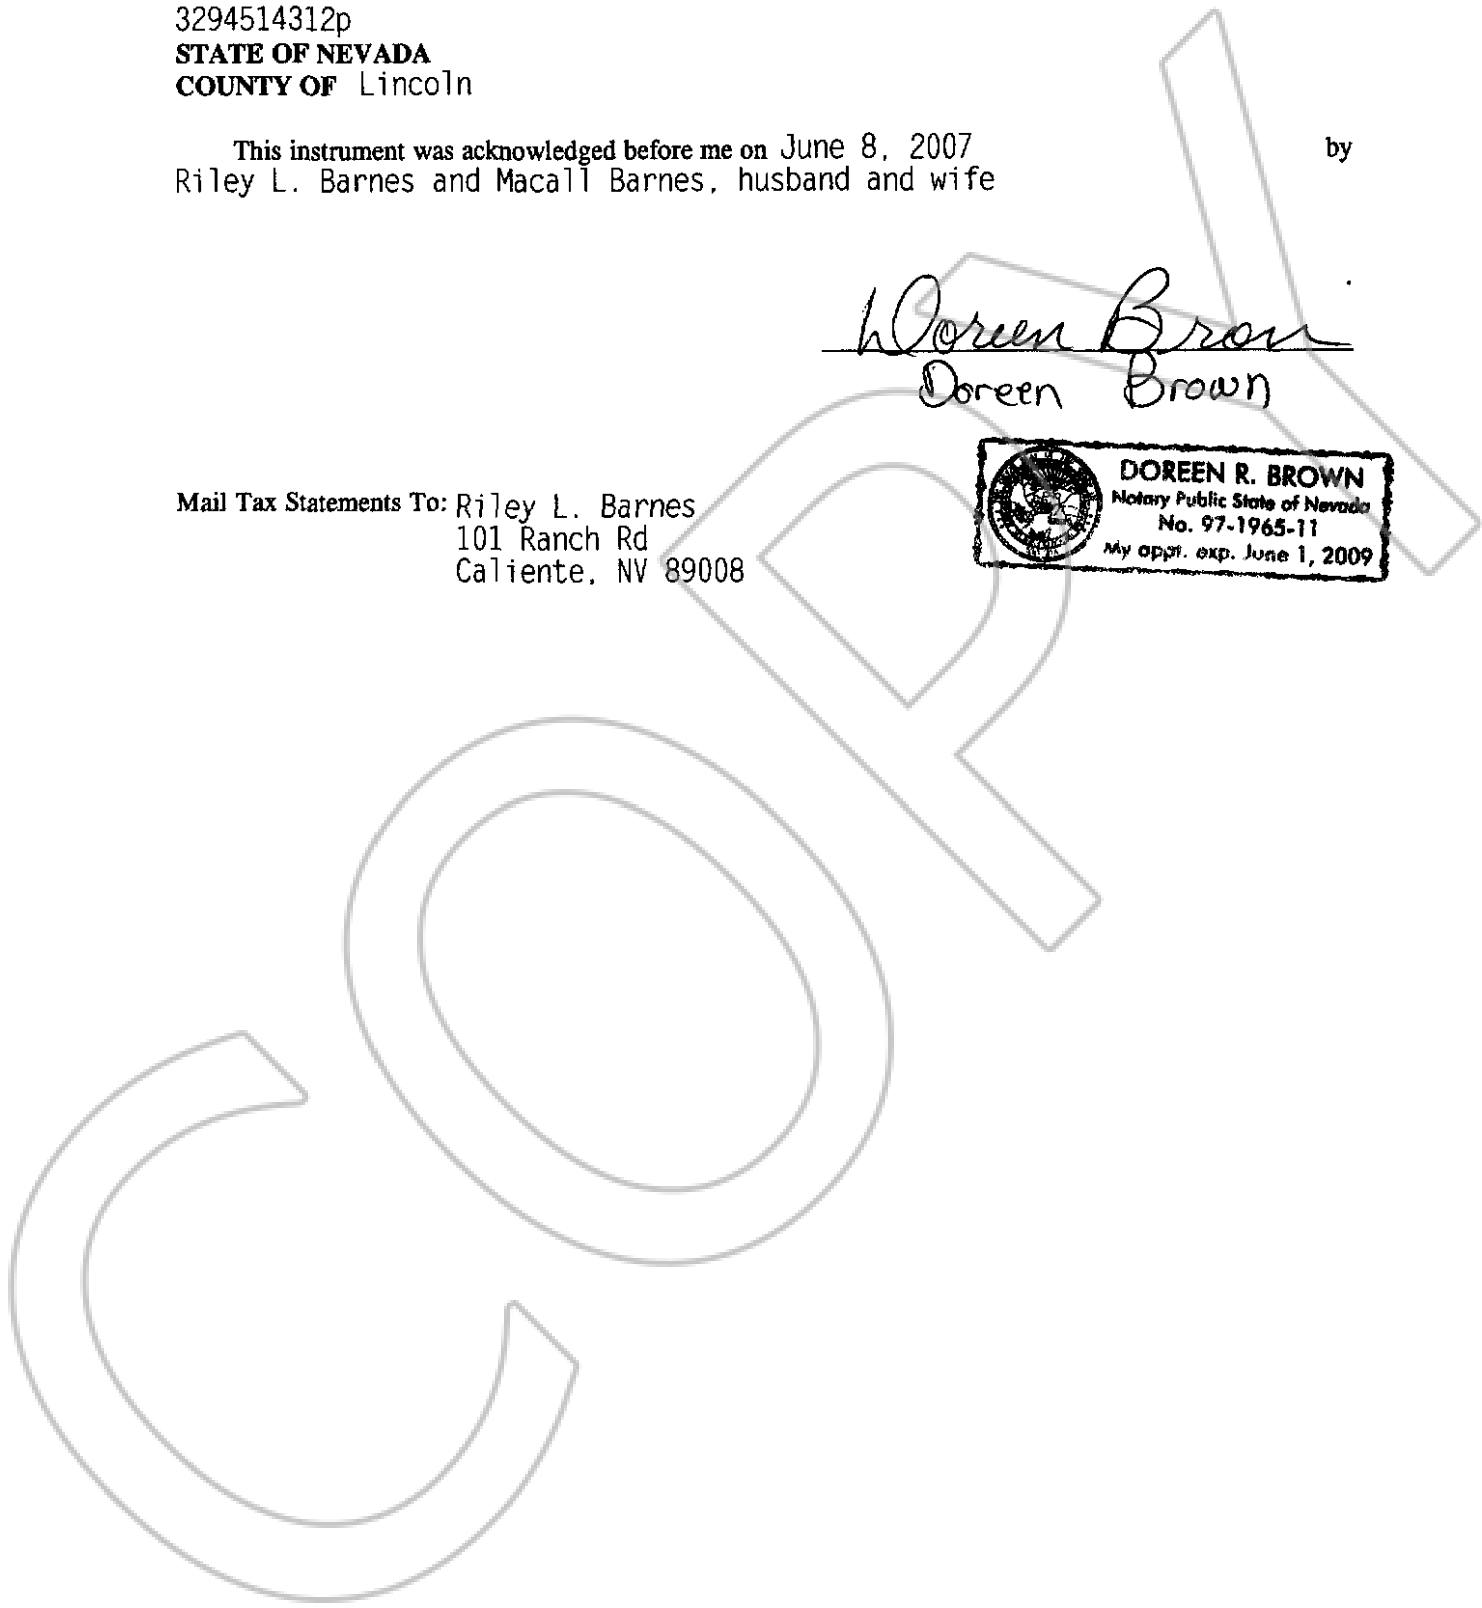 3294514312p
STATE OF NEVADA
COUNTY OF Lincoln
This instrument was acknowledged before me on June 8, 2007 by
Riley L. Barnes and Macall Barnes, husband and wife
Doreen Brown
Doreen Brown
DOREEN R. BROWN
Notary Public State of Nevada
No. 97-1965-11
My appt. exp. June 1, 2009
Mail Tax Statements To: Riley L. Barnes
101 Ranch Rd
Caliente, NV 89008
COPY